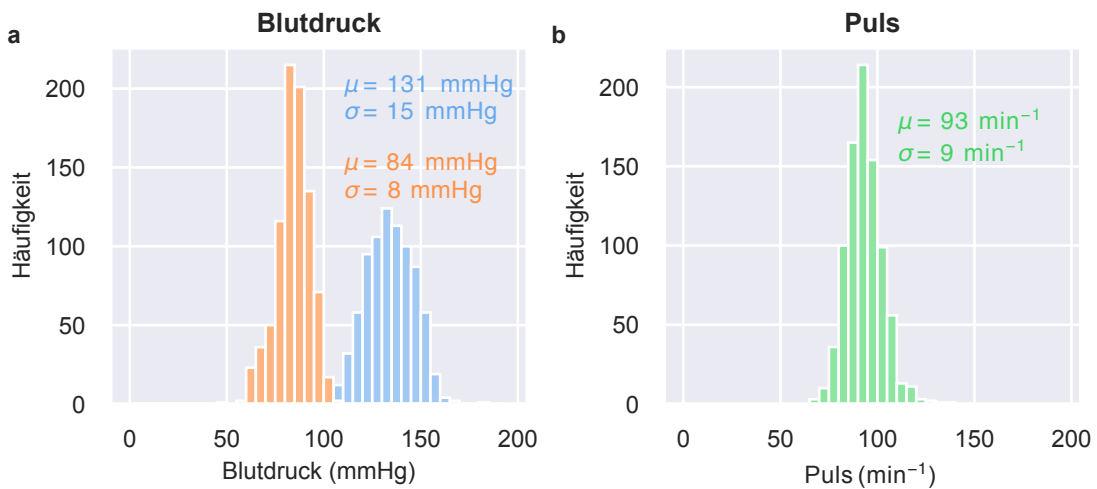 a
Blutdruck
μ = 131 mmHg
σ = 15 mmHg
μ = 84 mmHg
σ = 8 mmHg
Häufigkeit
200
150
100
50
0
0 50 100 150 200
Blutdruck (mmHg)
b
Puls
μ = 93 min⁻¹
σ = 9 min⁻¹
Häufigkeit
200
150
100
50
0
0 50 100 150 200
Puls (min⁻¹)